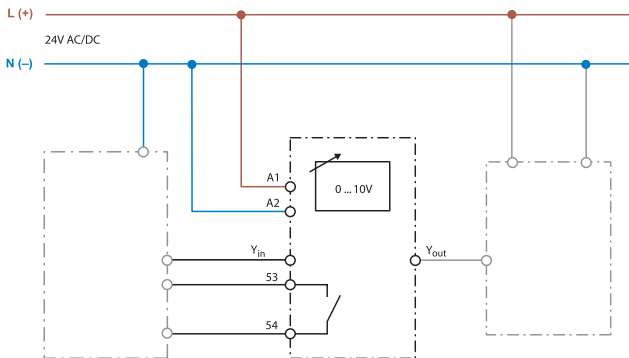 L (+)
24V AC/DC
N (–)
A1
0 ... 10V
A2
Yin
Yout
53
54